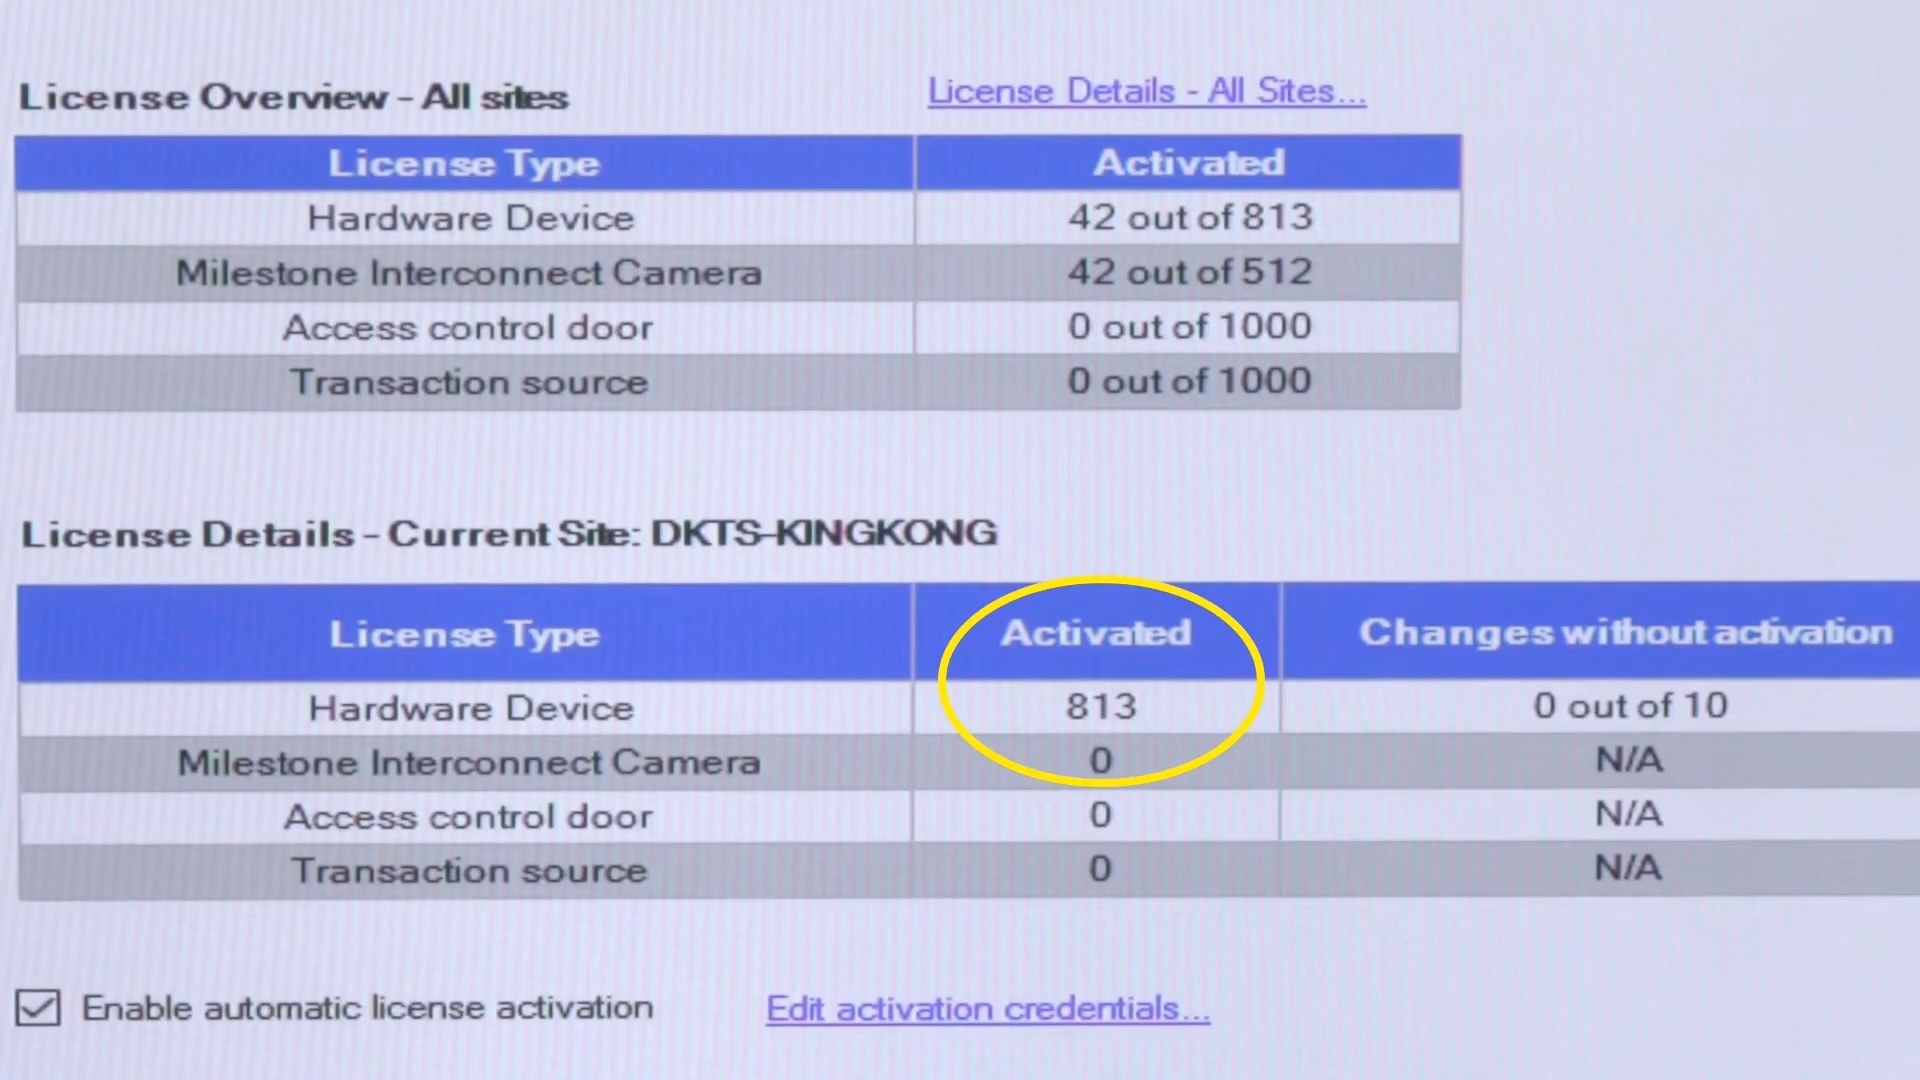 License Overview - All sites
License Details - All Sites...
License Type Activated
Hardware Device 42 out of 813
Milestone Interconnect Camera 42 out of 512
Access control door 0 out of 1000
Transaction source 0 out of 1000
License Details - Current Site: DKTS-KINGKONG
License Type Activated Changes without activation
Hardware Device 813 0 out of 10
Milestone Interconnect Camera 0 N/A
Access control door 0 N/A
Transaction source 0 N/A
Enable automatic license activation Edit activation credentials...